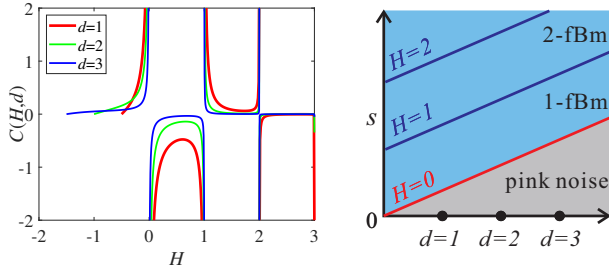 2
1
0
-1
-2
C(H,d)
d=1
d=2
d=3
-2
-1
0
1
2
3
H
s
H=2
H=1
H=0
2-fBm
1-fBm
pink noise
0
d=1
d=2
d=3